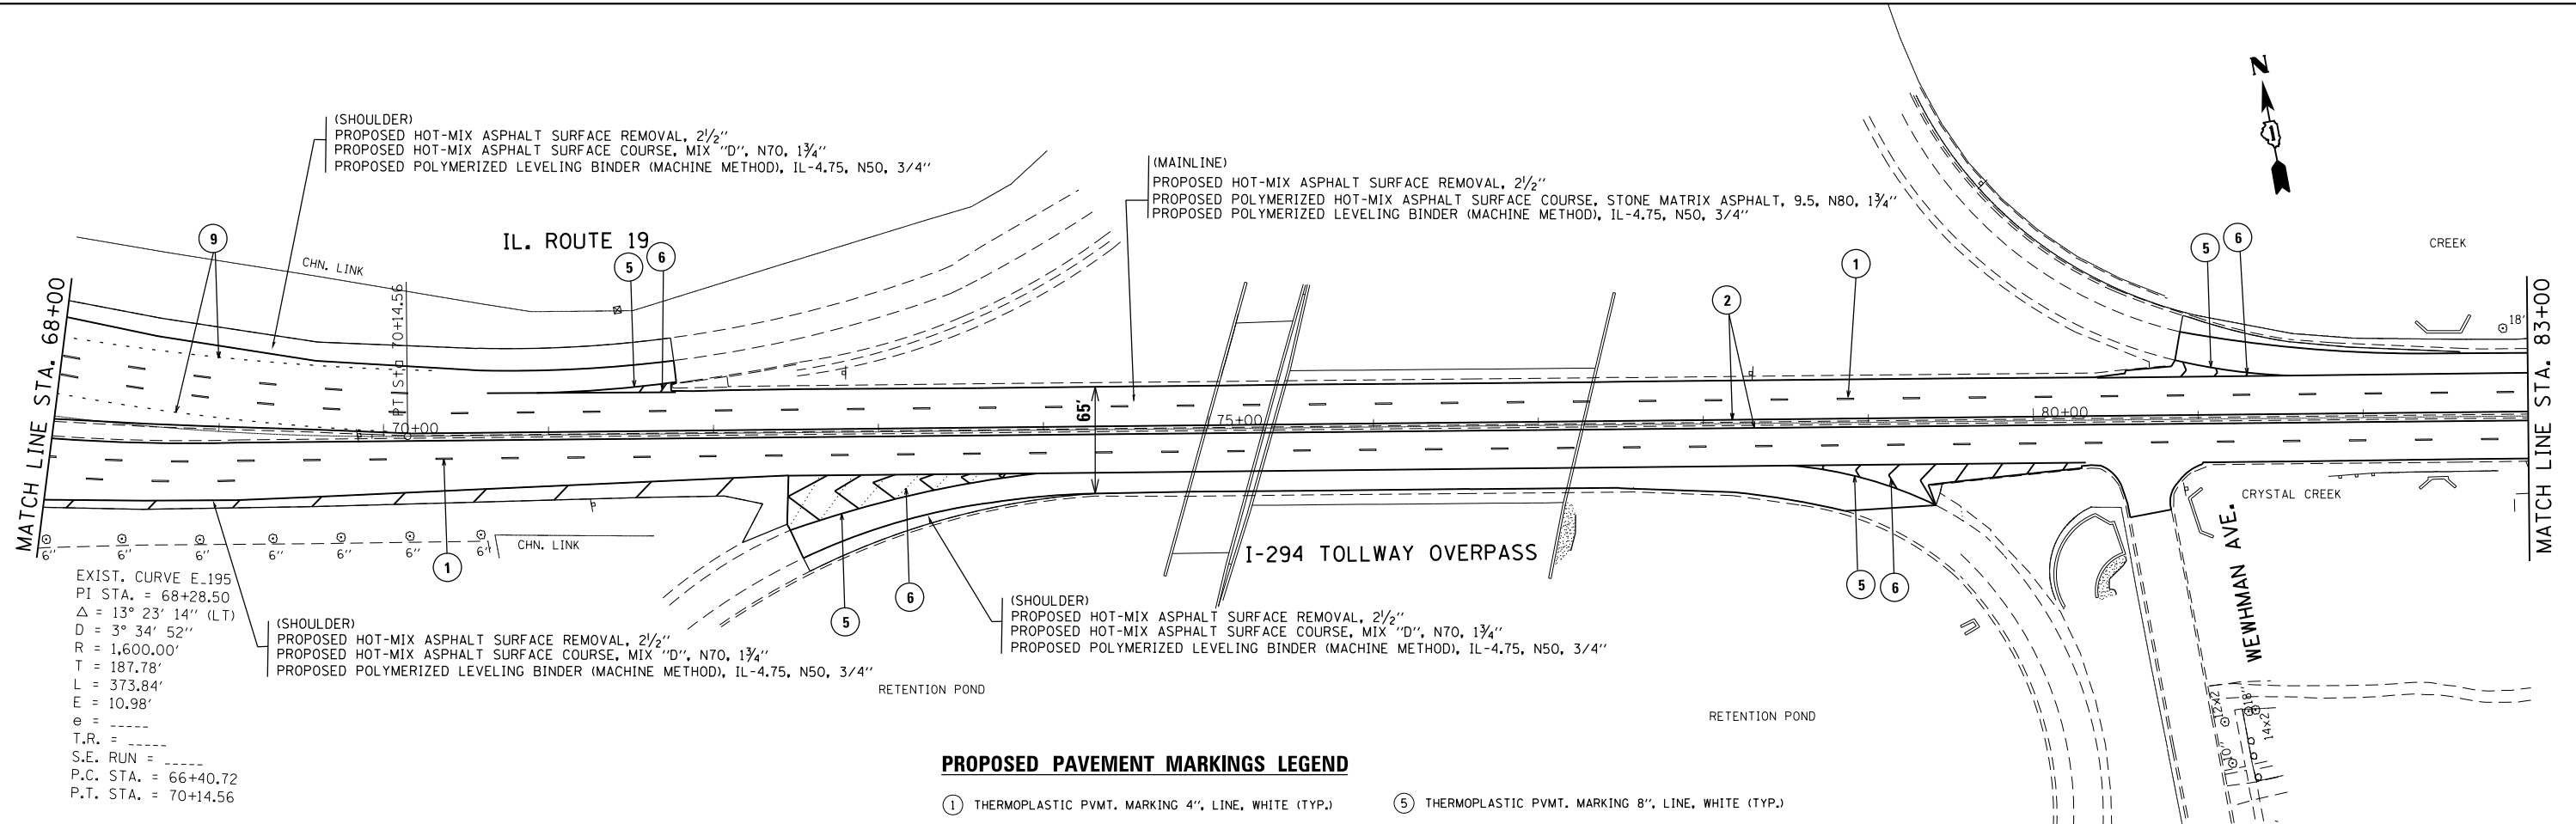 N
1
(SHOULDER)
PROPOSED HOT-MIX ASPHALT SURFACE REMOVAL, 2½"
PROPOSED HOT-MIX ASPHALT SURFACE COURSE, MIX "D", N70, 1¾"
PROPOSED POLYMERIZED LEVELING BINDER (MACHINE METHOD), IL-4.75, N50, 3/4"
(MAINLINE)
PROPOSED HOT-MIX ASPHALT SURFACE REMOVAL, 2½"
PROPOSED POLYMERIZED HOT-MIX ASPHALT SURFACE COURSE, STONE MATRIX ASPHALT, 9.5, N80, 1¾"
PROPOSED POLYMERIZED LEVELING BINDER (MACHINE METHOD), IL-4.75, N50, 3/4"
9
IL. ROUTE 19
5
6
1
2
5
6
CREEK
CHN. LINK
MATCH LINE STA. 68+00
PT Sta 70+14.56
18'
MATCH LINE STA. 83+00
70+00
65'
75+00
80+00
CRYSTAL CREEK
WEWHMAN AVE.
6"
6"
6"
6"
6"
6"
6"
CHN. LINK
1
I-294 TOLLWAY OVERPASS
5
6
5
6
EXIST. CURVE E_195
PI STA. = 68+28.50
Δ = 13° 23' 14" (LT)
D = 3° 34' 52"
R = 1,600.00'
T = 187.78'
L = 373.84'
E = 10.98'
e = _____
T.R. = _____
S.E. RUN = _____
P.C. STA. = 66+40.72
P.T. STA. = 70+14.56
(SHOULDER)
PROPOSED HOT-MIX ASPHALT SURFACE REMOVAL, 2½"
PROPOSED HOT-MIX ASPHALT SURFACE COURSE, MIX "D", N70, 1¾"
PROPOSED POLYMERIZED LEVELING BINDER (MACHINE METHOD), IL-4.75, N50, 3/4"
(SHOULDER)
PROPOSED HOT-MIX ASPHALT SURFACE REMOVAL, 2½"
PROPOSED HOT-MIX ASPHALT SURFACE COURSE, MIX "D", N70, 1¾"
PROPOSED POLYMERIZED LEVELING BINDER (MACHINE METHOD), IL-4.75, N50, 3/4"
RETENTION POND
RETENTION POND
12x2
18"
14x2
10"
PROPOSED PAVEMENT MARKINGS LEGEND
1 THERMOPLASTIC PVMT. MARKING 4", LINE, WHITE (TYP.)
5 THERMOPLASTIC PVMT. MARKING 8", LINE, WHITE (TYP.)